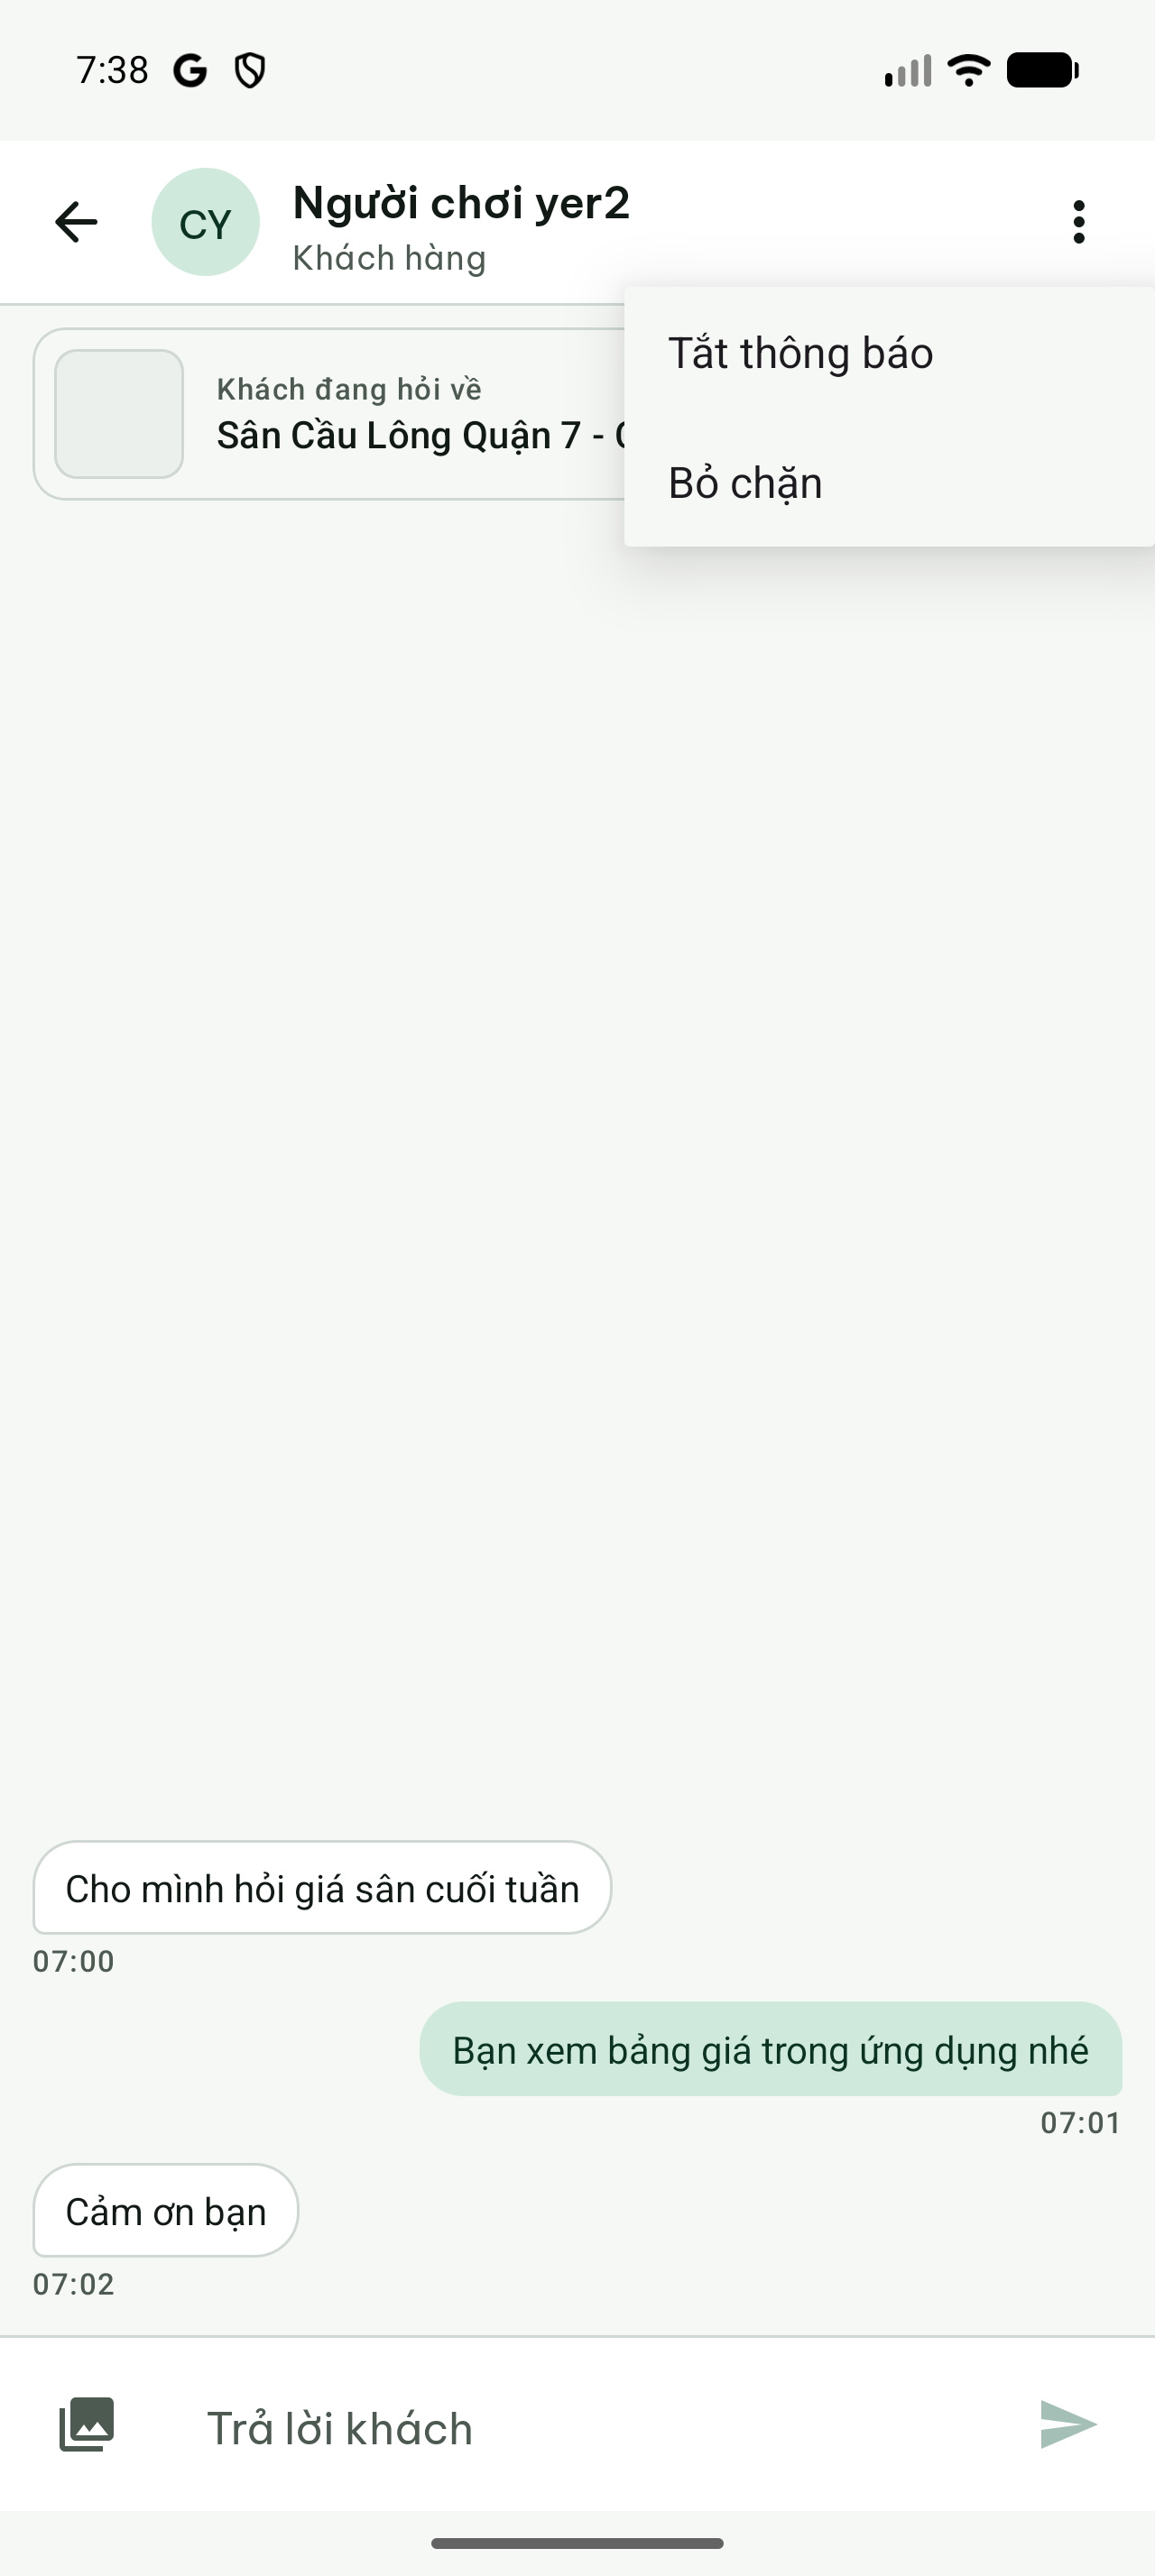 7:38
CY
Người chơi yer2
Khách hàng
Tắt thông báo
Bỏ chặn
Khách đang hỏi về
Sân Cầu Lông Quận 7 -
Cho mình hỏi giá sân cuối tuần
07:00
Bạn xem bảng giá trong ứng dụng nhé
07:01
Cảm ơn bạn
07:02
Trả lời khách